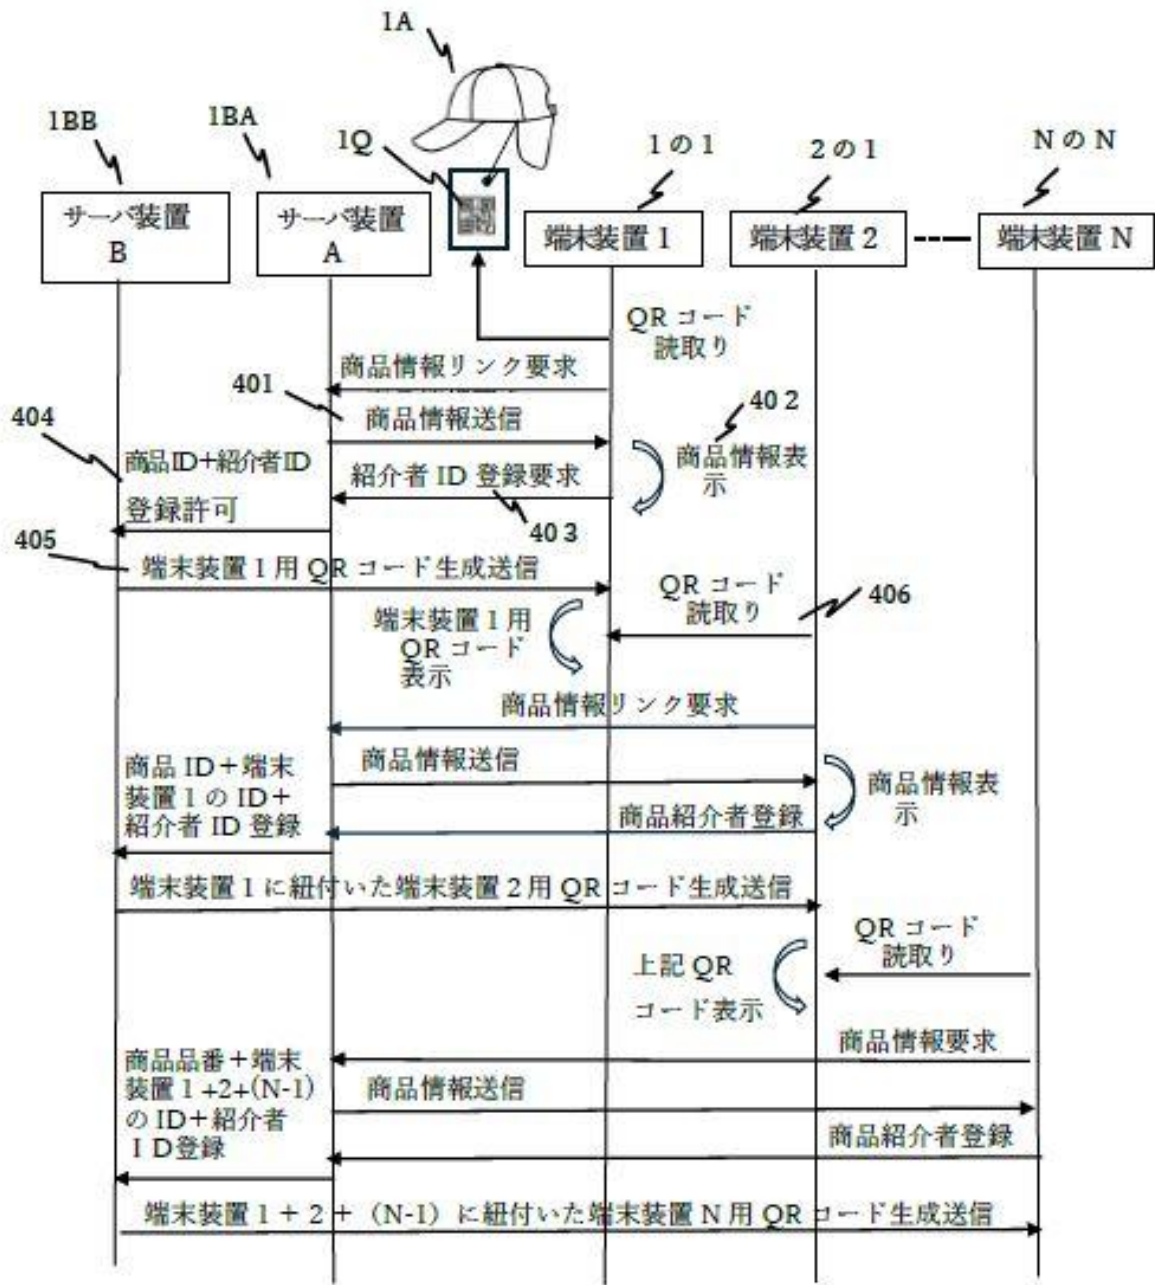 1A
1BB
1BA
1Q
1の1
2の1
NのN
サーバ装置
B
サーバ装置
A
端末装置 1
端末装置 2
端末装置 N
QR コード
読取り
商品情報リンク要求
401
商品情報送信
402
商品情報表
示
404
商品ID+紹介者ID
登録許可
紹介者 ID 登録要求
403
405
端末装置 1 用 QR コード生成送信
QR コード
読取り
406
端末装置 1 用
QR コード
表示
商品情報リンク要求
商品情報送信
商品 ID+端末
装置 1 の ID+
紹介者 ID 登録
商品情報表
示
商品紹介者登録
端末装置 1 に紐付いた端末装置 2 用 QR コード生成送信
QR コード
読取り
上記 QR
コード表示
商品情報要求
商品品番+端末
装置 1 +2+(N-1)
の ID+紹介者
ＩＤ登録
商品情報送信
商品紹介者登録
端末装置 1 + 2 + (N-1) に紐付いた端末装置 N 用 QR コード生成送信